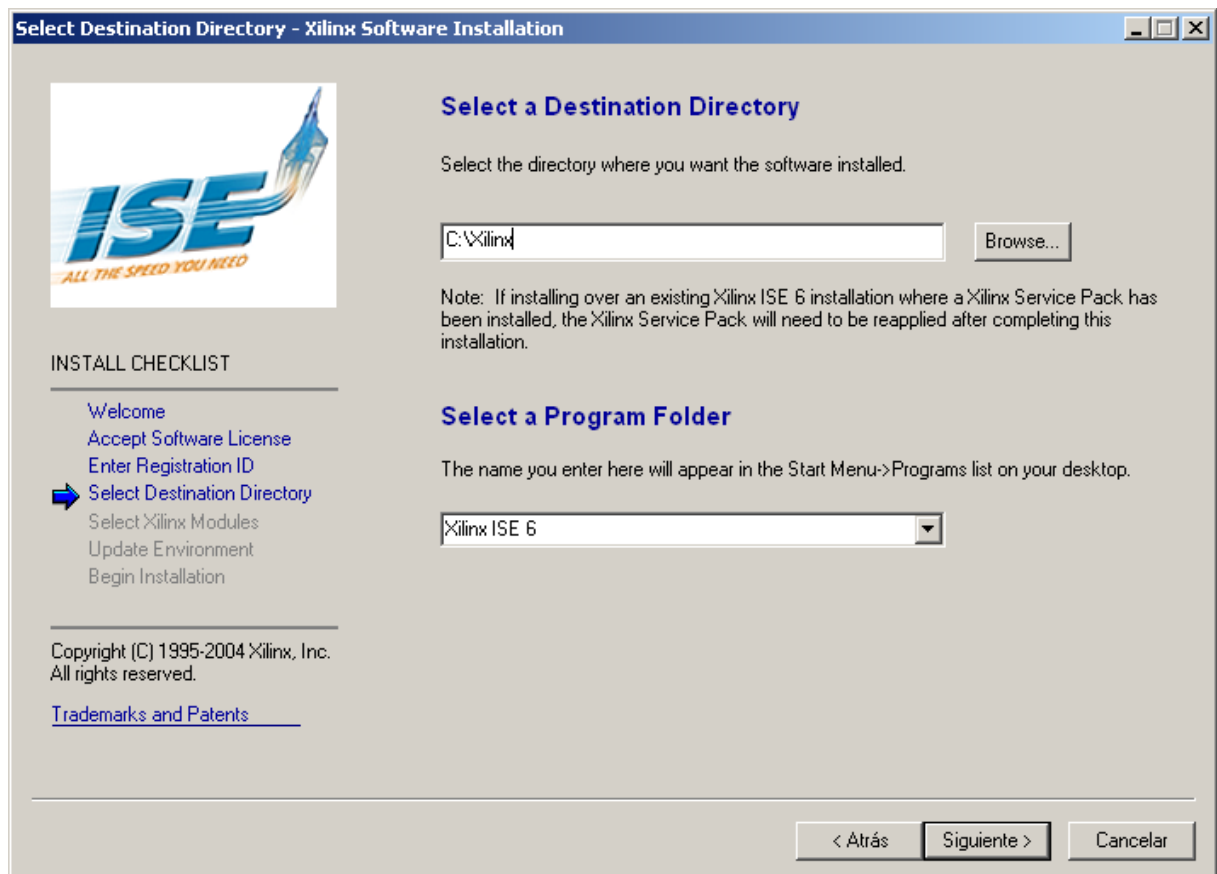 Select Destination Directory - Xilinx Software Installation
ISE
ALL THE SPEED YOU NEED
INSTALL CHECKLIST
Welcome
Accept Software License
Enter Registration ID
Select Destination Directory
Select Xilinx Modules
Update Environment
Begin Installation
Copyright (C) 1995-2004 Xilinx, Inc.
All rights reserved.
Trademarks and Patents
Select a Destination Directory
Select the directory where you want the software installed.
C:\Xilinx
Browse...
Note: If installing over an existing Xilinx ISE 6 installation where a Xilinx Service Pack has
been installed, the Xilinx Service Pack will need to be reapplied after completing this
installation.
Select a Program Folder
The name you enter here will appear in the Start Menu->Programs list on your desktop.
Xilinx ISE 6
< Atrás
Siguiente >
Cancelar